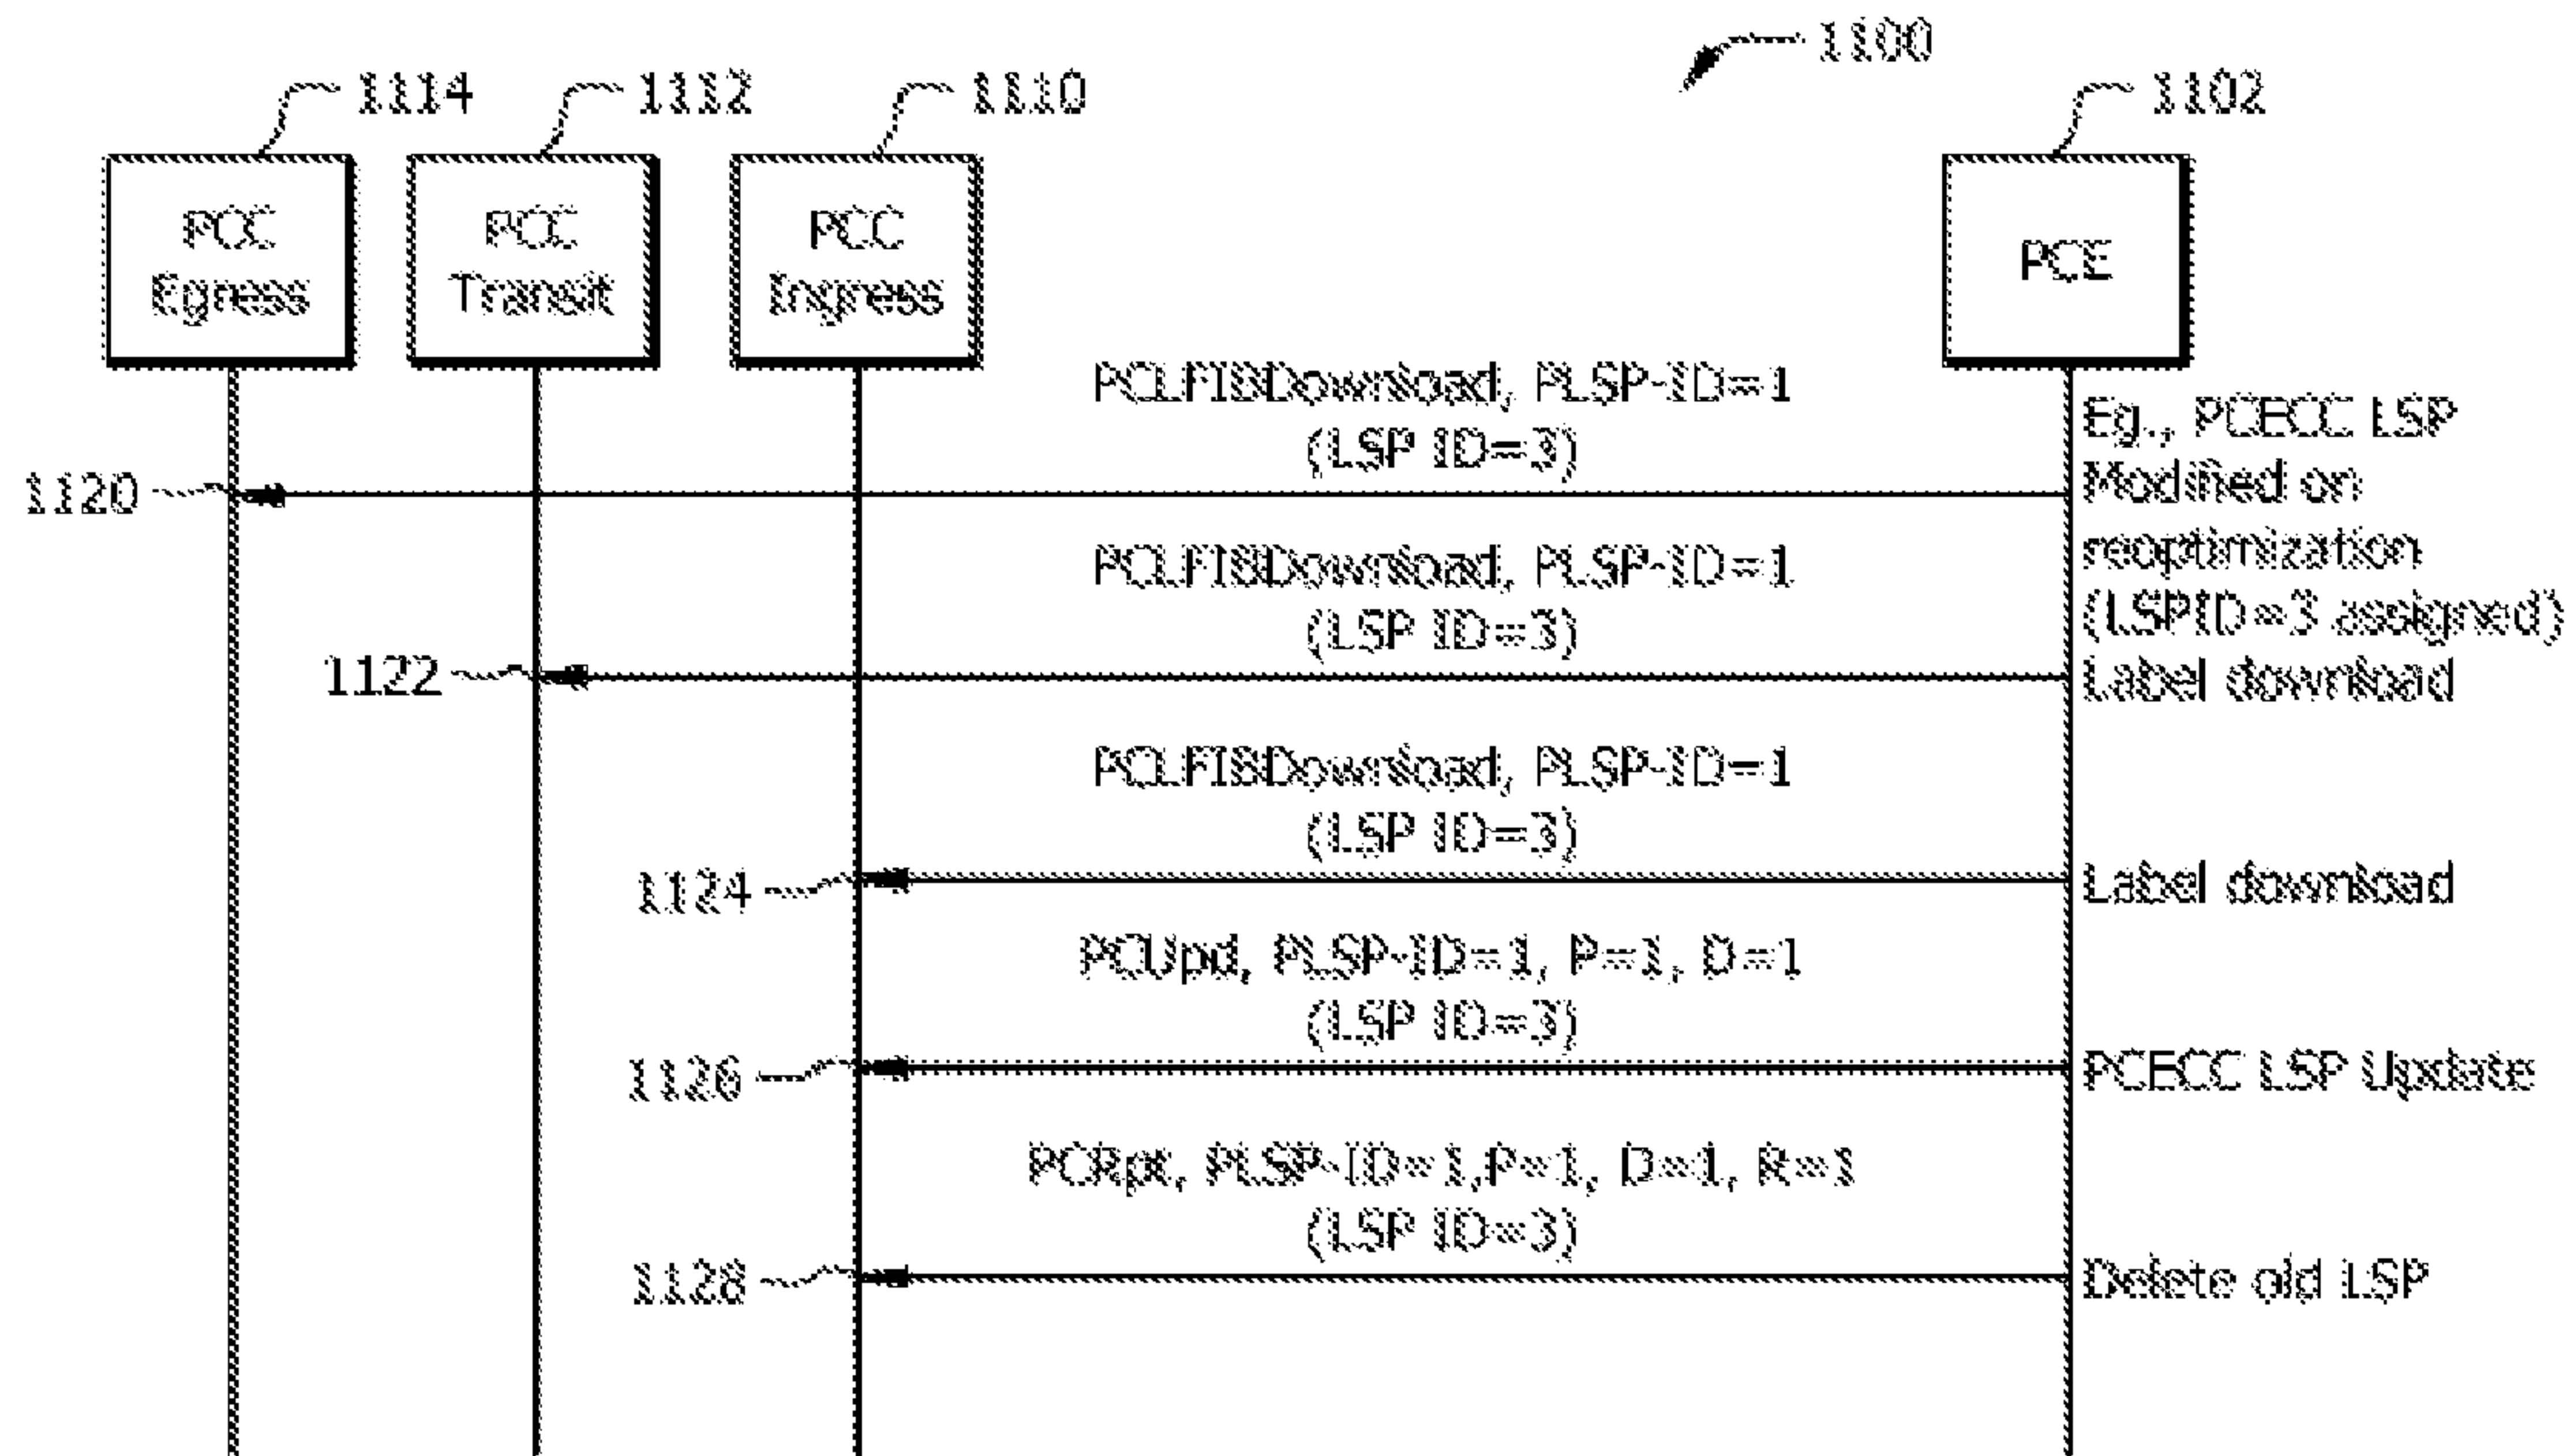 1100
1114
1112
1110
1102
PCC
Egress
PCC
Transit
PCC
Ingress
PCE
PCLFIBDownload, PLSP-ID=1
(LSP ID=3)
Eg., PCECC LSP
Modified on
reoptimization
(LSPID=3 assigned)
Label download
1120
PCLFIBDownload, PLSP-ID=1
(LSP ID=3)
1122
PCLFIBDownload, PLSP-ID=1
(LSP ID=3)
1124
Label download
PCUpd, PLSP-ID=1, P=1, D=1
(LSP ID=3)
1126
PCECC LSP Update
PCRpt, PLSP-ID=1,P=1, D=1, R=1
(LSP ID=3)
1128
Delete old LSP